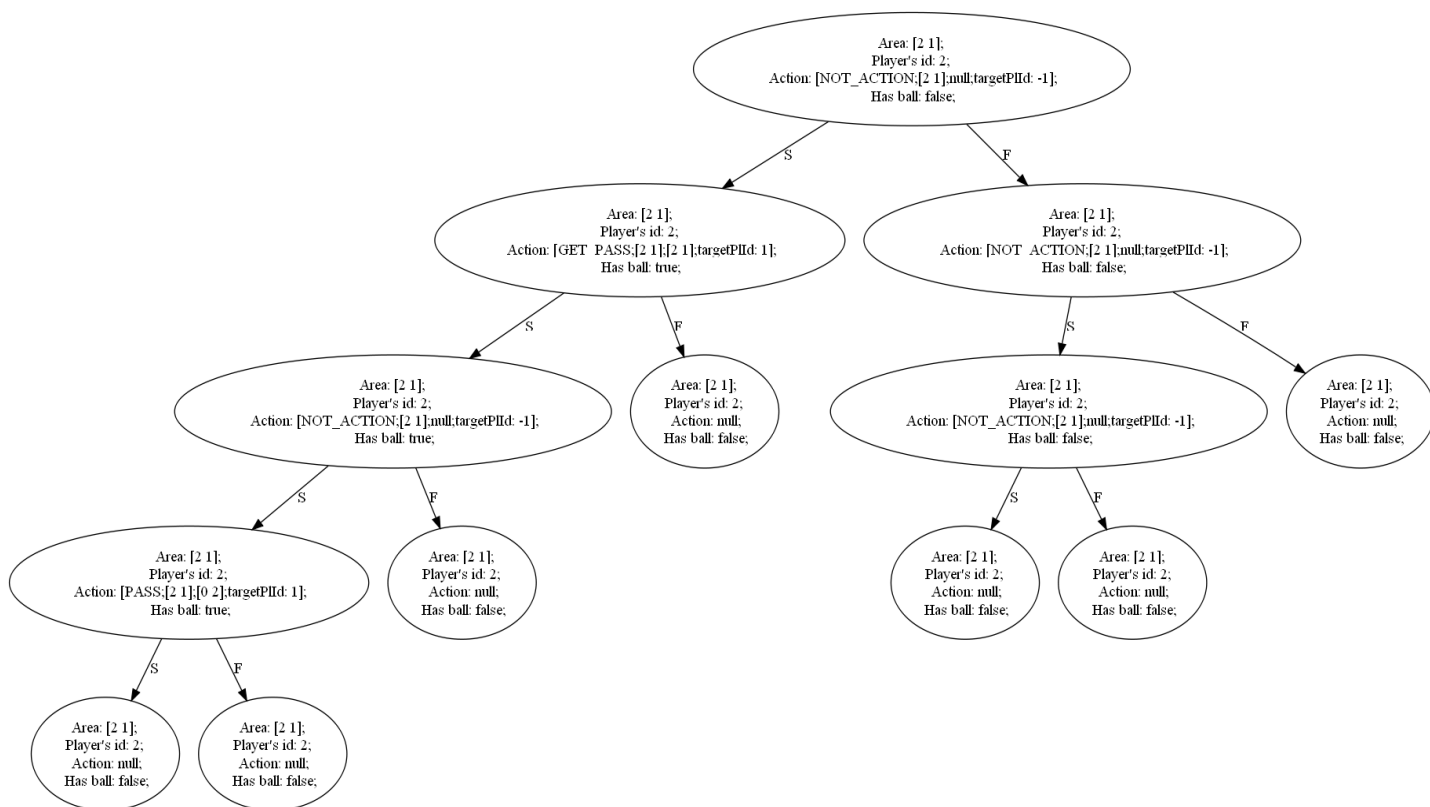 Area: [2 1];
Player's id: 2;
Action: [NOT_ACTION;[2 1];null;targetPlId: -1];
Has ball: false;
S
F
Area: [2 1];
Player's id: 2;
Action: [GET_PASS;[2 1];[2 1];targetPlId: 1];
Has ball: true;
Area: [2 1];
Player's id: 2;
Action: [NOT_ACTION;[2 1];null;targetPlId: -1];
Has ball: false;
S
F
S
F
Area: [2 1];
Player's id: 2;
Action: [NOT_ACTION;[2 1];null;targetPlId: -1];
Has ball: true;
Area: [2 1];
Player's id: 2;
Action: null;
Has ball: false;
Area: [2 1];
Player's id: 2;
Action: [NOT_ACTION;[2 1];null;targetPlId: -1];
Has ball: false;
Area: [2 1];
Player's id: 2;
Action: null;
Has ball: false;
S
F
S
F
Area: [2 1];
Player's id: 2;
Action: [PASS;[2 1];[0 2];targetPlId: 1];
Has ball: true;
Area: [2 1];
Player's id: 2;
Action: null;
Has ball: false;
Area: [2 1];
Player's id: 2;
Action: null;
Has ball: false;
Area: [2 1];
Player's id: 2;
Action: null;
Has ball: false;
S
F
Area: [2 1];
Player's id: 2;
Action: null;
Has ball: false;
Area: [2 1];
Player's id: 2;
Action: null;
Has ball: false;